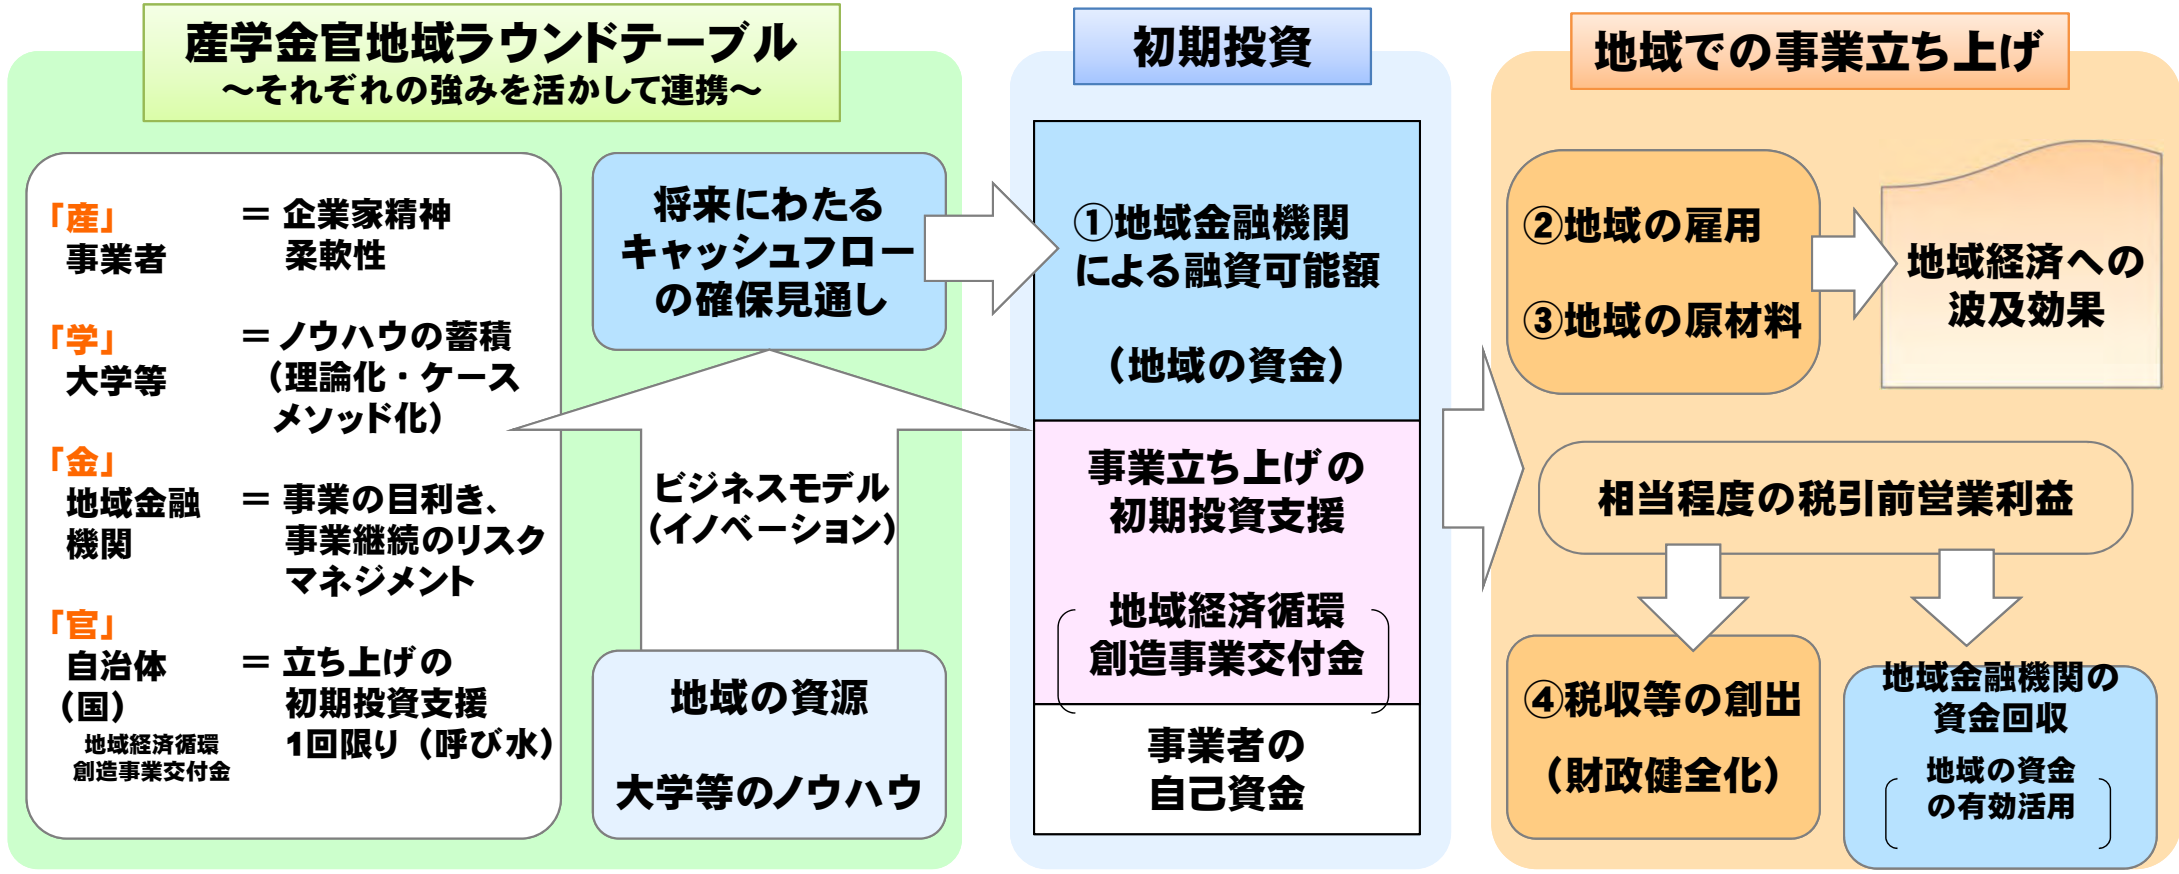 産学金官地域ラウンドテーブル
～それぞれの強みを活かして連携～
「産」
事業者
＝ 企業家精神
柔軟性
「学」
大学等
＝ノウハウの蓄積
（理論化・ケース
メソッド化）
「金」
地域金融
機関
＝ 事業の目利き、
事業継続のリスク
マネジメント
「官」
自治体
（国）
地域経済循環
創造事業交付金
＝ 立ち上げの
初期投資支援
1回限り（呼び水）
将来にわたる
キャッシュフロー
の確保見通し
ビジネスモデル
（イノベーション）
地域の資源
大学等のノウハウ
初期投資
①地域金融機関
による融資可能額
（地域の資金）
事業立ち上げの
初期投資支援
地域経済循環
創造事業交付金
事業者の
自己資金
地域での事業立ち上げ
②地域の雇用
③地域の原材料
地域経済への
波及効果
相当程度の税引前営業利益
④税収等の創出
（財政健全化）
地域金融機関の
資金回収
地域の資金
の有効活用